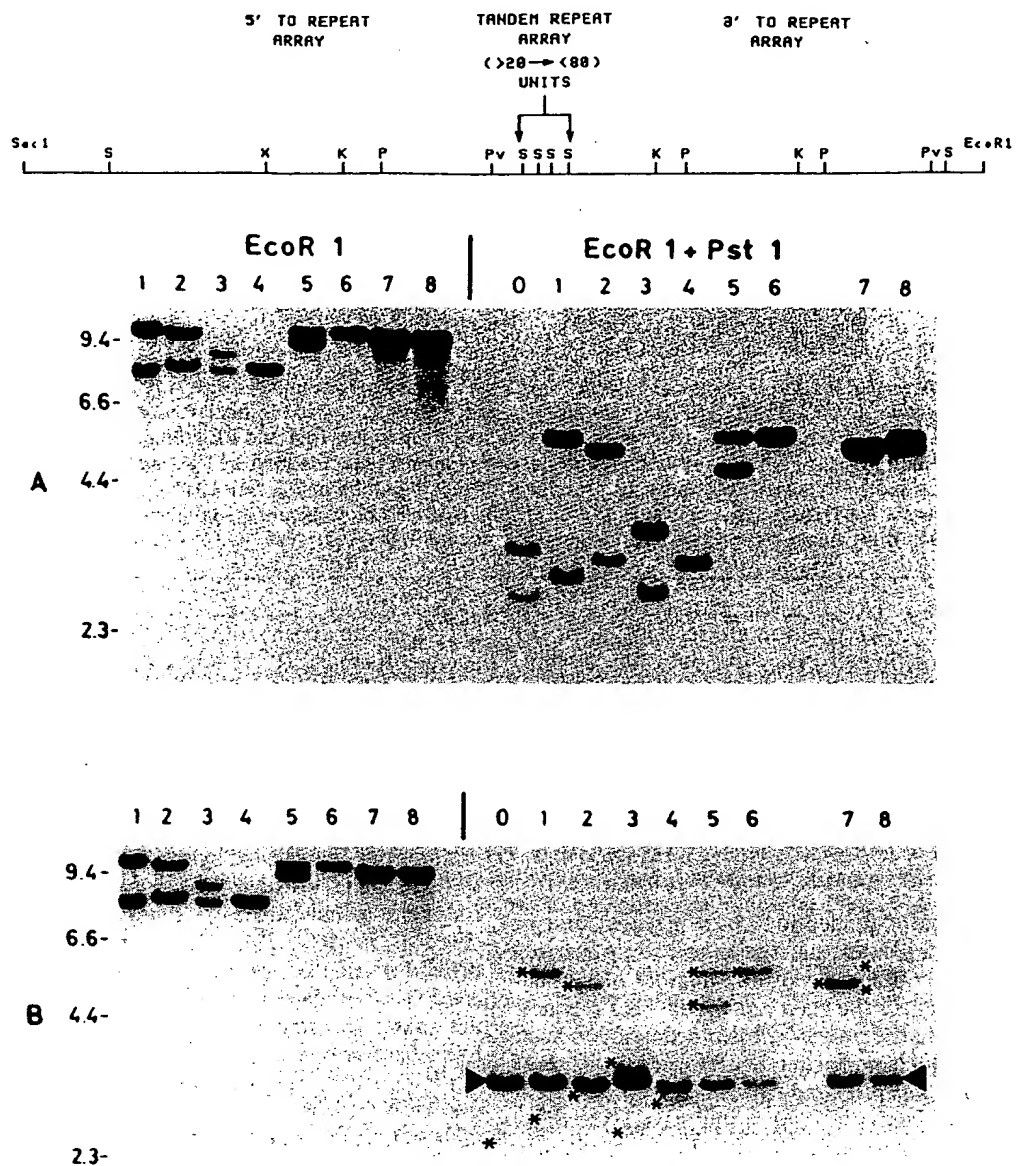 5' TO REPEAT ARRAY
TANDEM REPEAT ARRAY
(>20→<80)
UNITS
3' TO REPEAT ARRAY
Sac1 S X K P Pv S S S S K P K P Pv S EcoR1
EcoR 1 EcoR 1 + Pst 1
1 2 3 4 5 6 7 8 0 1 2 3 4 5 6 7 8
9.4-
6.6-
A 4.4-
2.3-
1 2 3 4 5 6 7 8 0 1 2 3 4 5 6 7 8
9.4-
6.6-
B 4.4-
2.3-